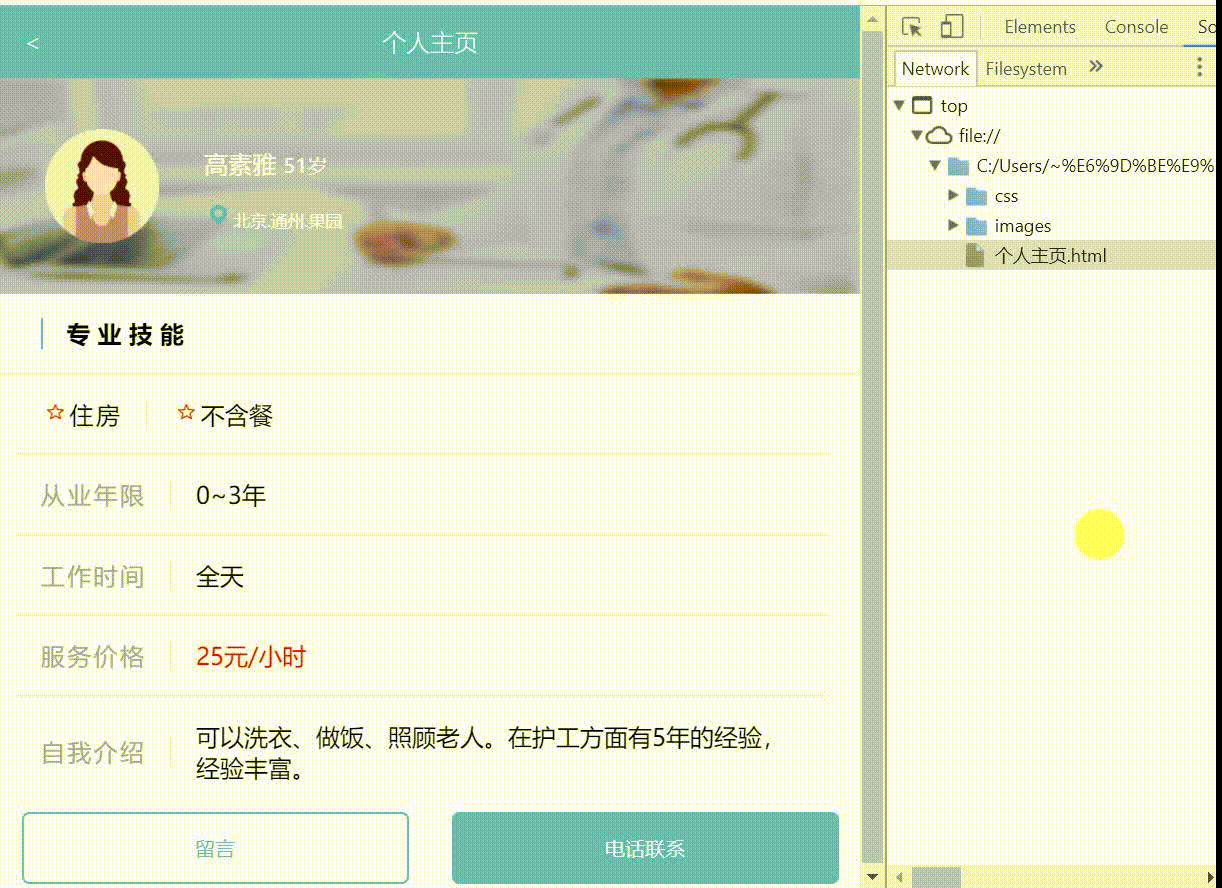 < 个人主页
高素雅 51岁
北京.通州.果园
专业技能
住房 不含餐
从业年限 0~3年
工作时间 全天
服务价格 25元/小时
自我介绍 可以洗衣、做饭、照顾老人。在护工方面有5年的经验，
经验丰富。
留言 电话联系
Elements Console So
Network Filesystem »
top
file://
C:/Users/~%E6%9D%BE%E9%
css
images
个人主页.html